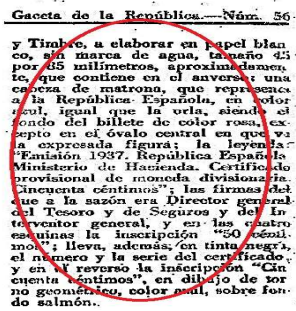 Gaceta de la República.—Núm. 56
y Timbre, a elaborar en papel blan
co, sin marca de agua, tamaño 45
por 85 milímetros, aproximadamen
te, que contiene en el anverso: una
cabeza de matrona, que representa
a la República Española, en color
azul, igual que la orla, siendo el
fondo del billete de color rosa, ex
cepto en el óvalo central en que va
la expresada figura; la leyenda:
"Emisión 1937. República Española
Ministerio de Hacienda. Certificado
provisional de moneda divisionaria.
Cincuenta céntimos"; las firmas del
que a la sazón era Director general
del Tesoro y de Seguros y del In
terventor general, y en las cuatro
esquinas la inscripción "50 cénti
mos"; lleva, además, en tinta negra,
el número y la serie del certificado,
y en el reverso la inscripción "Cin
cuenta céntimos", en dibujo de tor
no geométrico, color azul, sobre fon
do salmón.